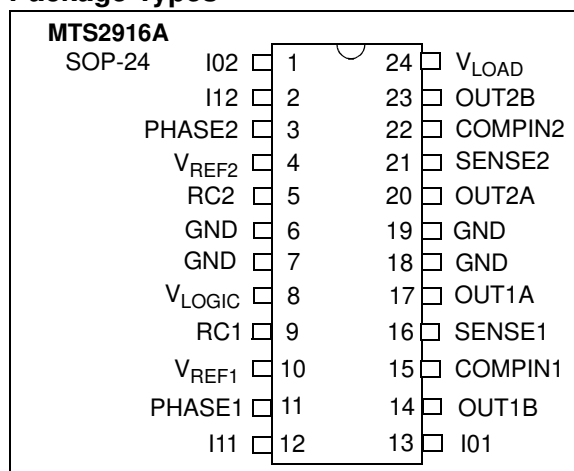 Package Types
MTS2916A
SOP-24
I02 1 24 VLOAD
I12 2 23 OUT2B
PHASE2 3 22 COMPIN2
VREF2 4 21 SENSE2
RC2 5 20 OUT2A
GND 6 19 GND
GND 7 18 GND
VLOGIC 8 17 OUT1A
RC1 9 16 SENSE1
VREF1 10 15 COMPIN1
PHASE1 11 14 OUT1B
I11 12 13 I01